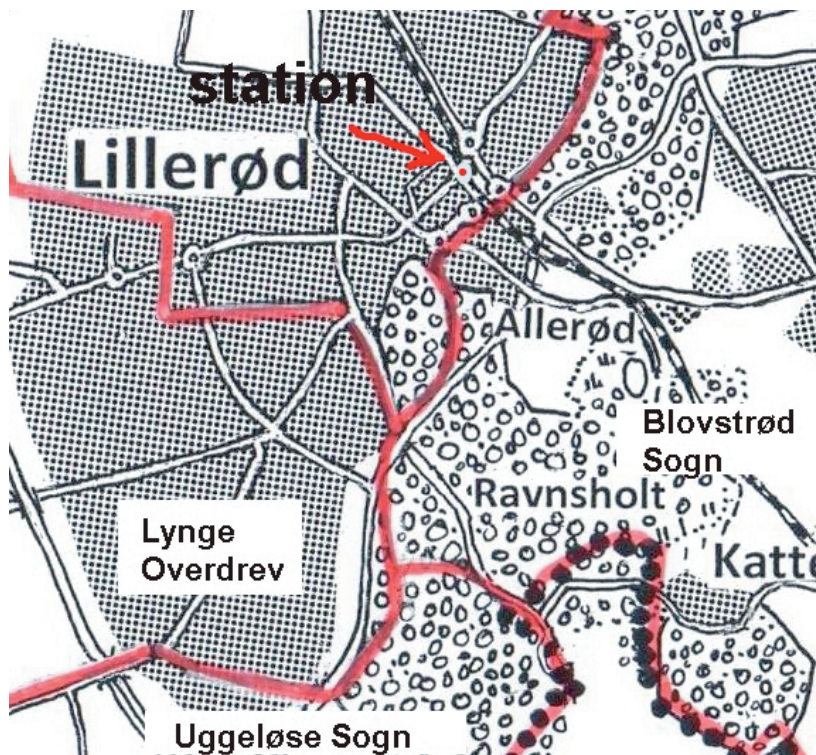 station
Lillerød
Allerød
Blovstrød
Sogn
Ravnsholt
Lynge
Overdrev
Katte
Uggeløse Sogn